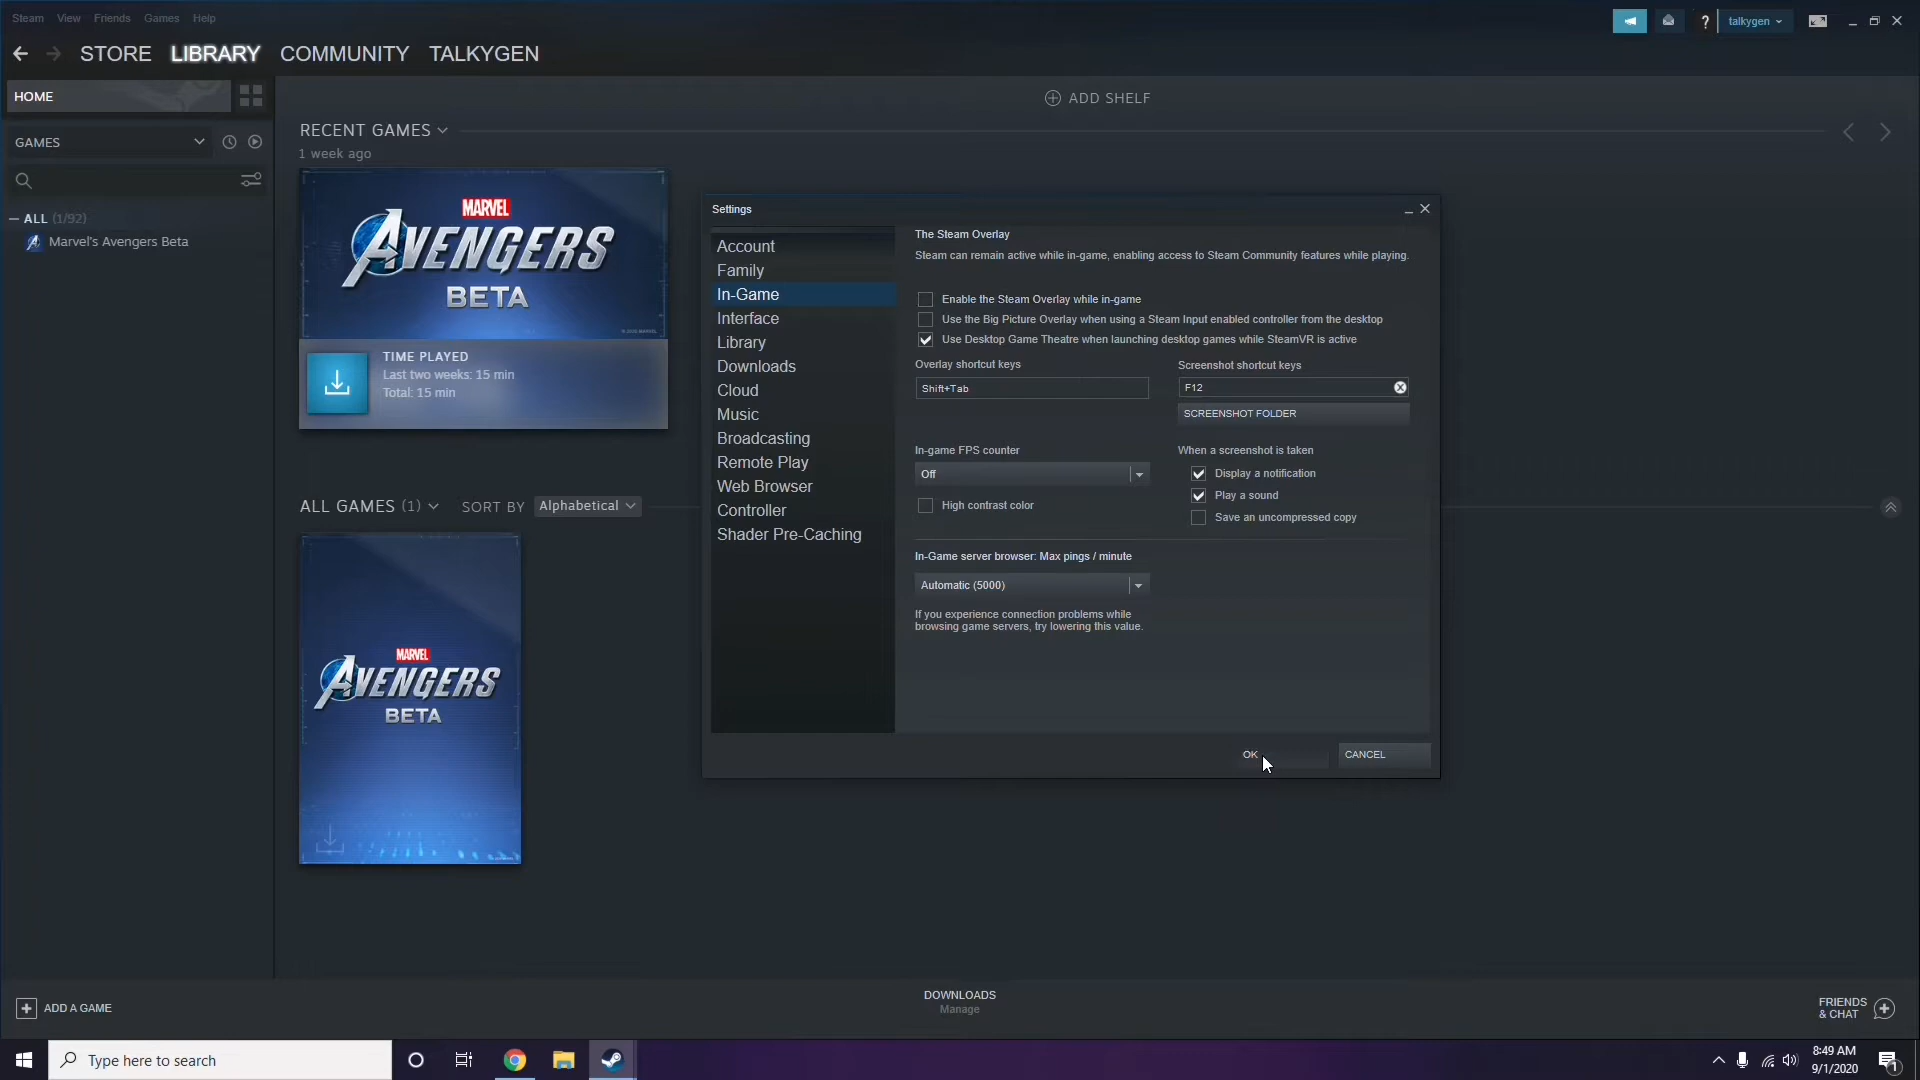 Steam View Friends Games Help
? talkygen
STORE LIBRARY COMMUNITY TALKYGEN
HOME
ADD SHELF
GAMES
RECENT GAMES
1 week ago
ALL (1/92)
Marvel's Avengers Beta
MARVEL
AVENGERS
BETA
TIME PLAYED
Last two weeks: 15 min
Total: 15 min
ALL GAMES (1) SORT BY Alphabetical
MARVEL
AVENGERS
BETA
Settings
Account
Family
In-Game
Interface
Library
Downloads
Cloud
Music
Broadcasting
Remote Play
Web Browser
Controller
Shader Pre-Caching
The Steam Overlay
Steam can remain active while in-game, enabling access to Steam Community features while playing.
Enable the Steam Overlay while in-game
Use the Big Picture Overlay when using a Steam Input enabled controller from the desktop
Use Desktop Game Theatre when launching desktop games while SteamVR is active
Overlay shortcut keys
Shift+Tab
Screenshot shortcut keys
F12
SCREENSHOT FOLDER
In-game FPS counter
Off
High contrast color
When a screenshot is taken
Display a notification
Play a sound
Save an uncompressed copy
In-Game server browser: Max pings / minute
Automatic (5000)
If you experience connection problems while
browsing game servers, try lowering this value.
OK
CANCEL
ADD A GAME
DOWNLOADS
Manage
FRIENDS
& CHAT
Type here to search
8:49 AM
9/1/2020
1